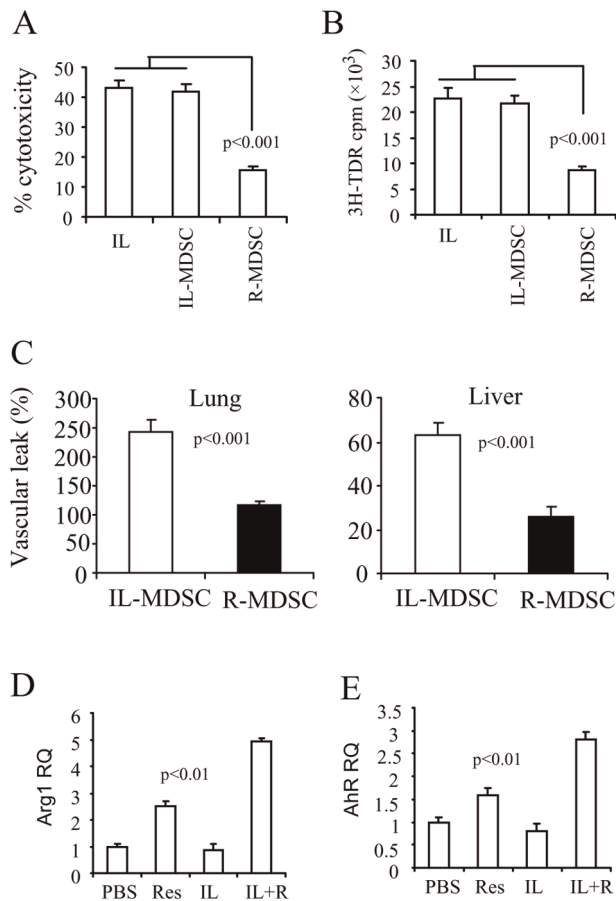 A
% cytotoxicity
50
40
30
20
10
0
p<0.001
IL
IL-MDSC
R-MDSC
B
3H-TDR cpm (×10³)
30
25
20
15
10
5
0
p<0.001
IL
IL-MDSC
R-MDSC
C
Vascular leak (%)
Lung
300
250
200
150
100
50
0
p<0.001
IL-MDSC R-MDSC
Liver
80
60
40
20
0
p<0.001
IL-MDSC R-MDSC
D
Arg1 RQ
6
5
4
3
2
1
0
p<0.01
PBS Res IL IL+R
E
AhR RQ
3.5
3
2.5
2
1.5
1
0.5
0
p<0.01
PBS Res IL IL+R